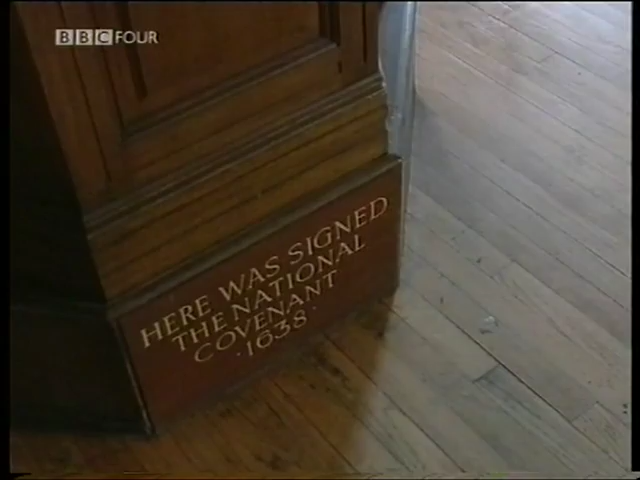 BBC FOUR
HERE WAS SIGNED
THE NATIONAL
COVENANT
·1638·